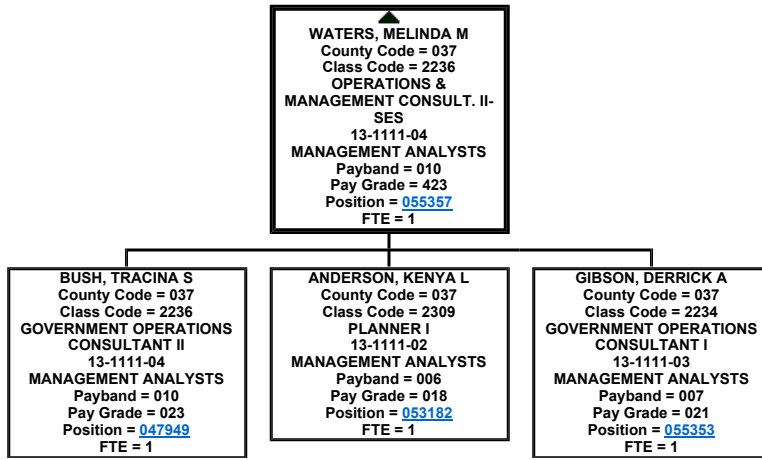 WATERS, MELINDA M
County Code = 037
Class Code = 2236
OPERATIONS &
MANAGEMENT CONSULT. II-
SES
13-1111-04
MANAGEMENT ANALYSTS
Payband = 010
Pay Grade = 423
Position = 055357
FTE = 1
BUSH, TRACINA S
County Code = 037
Class Code = 2236
GOVERNMENT OPERATIONS
CONSULTANT II
13-1111-04
MANAGEMENT ANALYSTS
Payband = 010
Pay Grade = 023
Position = 047949
FTE = 1
ANDERSON, KENYA L
County Code = 037
Class Code = 2309
PLANNER I
13-1111-02
MANAGEMENT ANALYSTS
Payband = 006
Pay Grade = 018
Position = 053182
FTE = 1
GIBSON, DERRICK A
County Code = 037
Class Code = 2234
GOVERNMENT OPERATIONS
CONSULTANT I
13-1111-03
MANAGEMENT ANALYSTS
Payband = 007
Pay Grade = 021
Position = 055353
FTE = 1